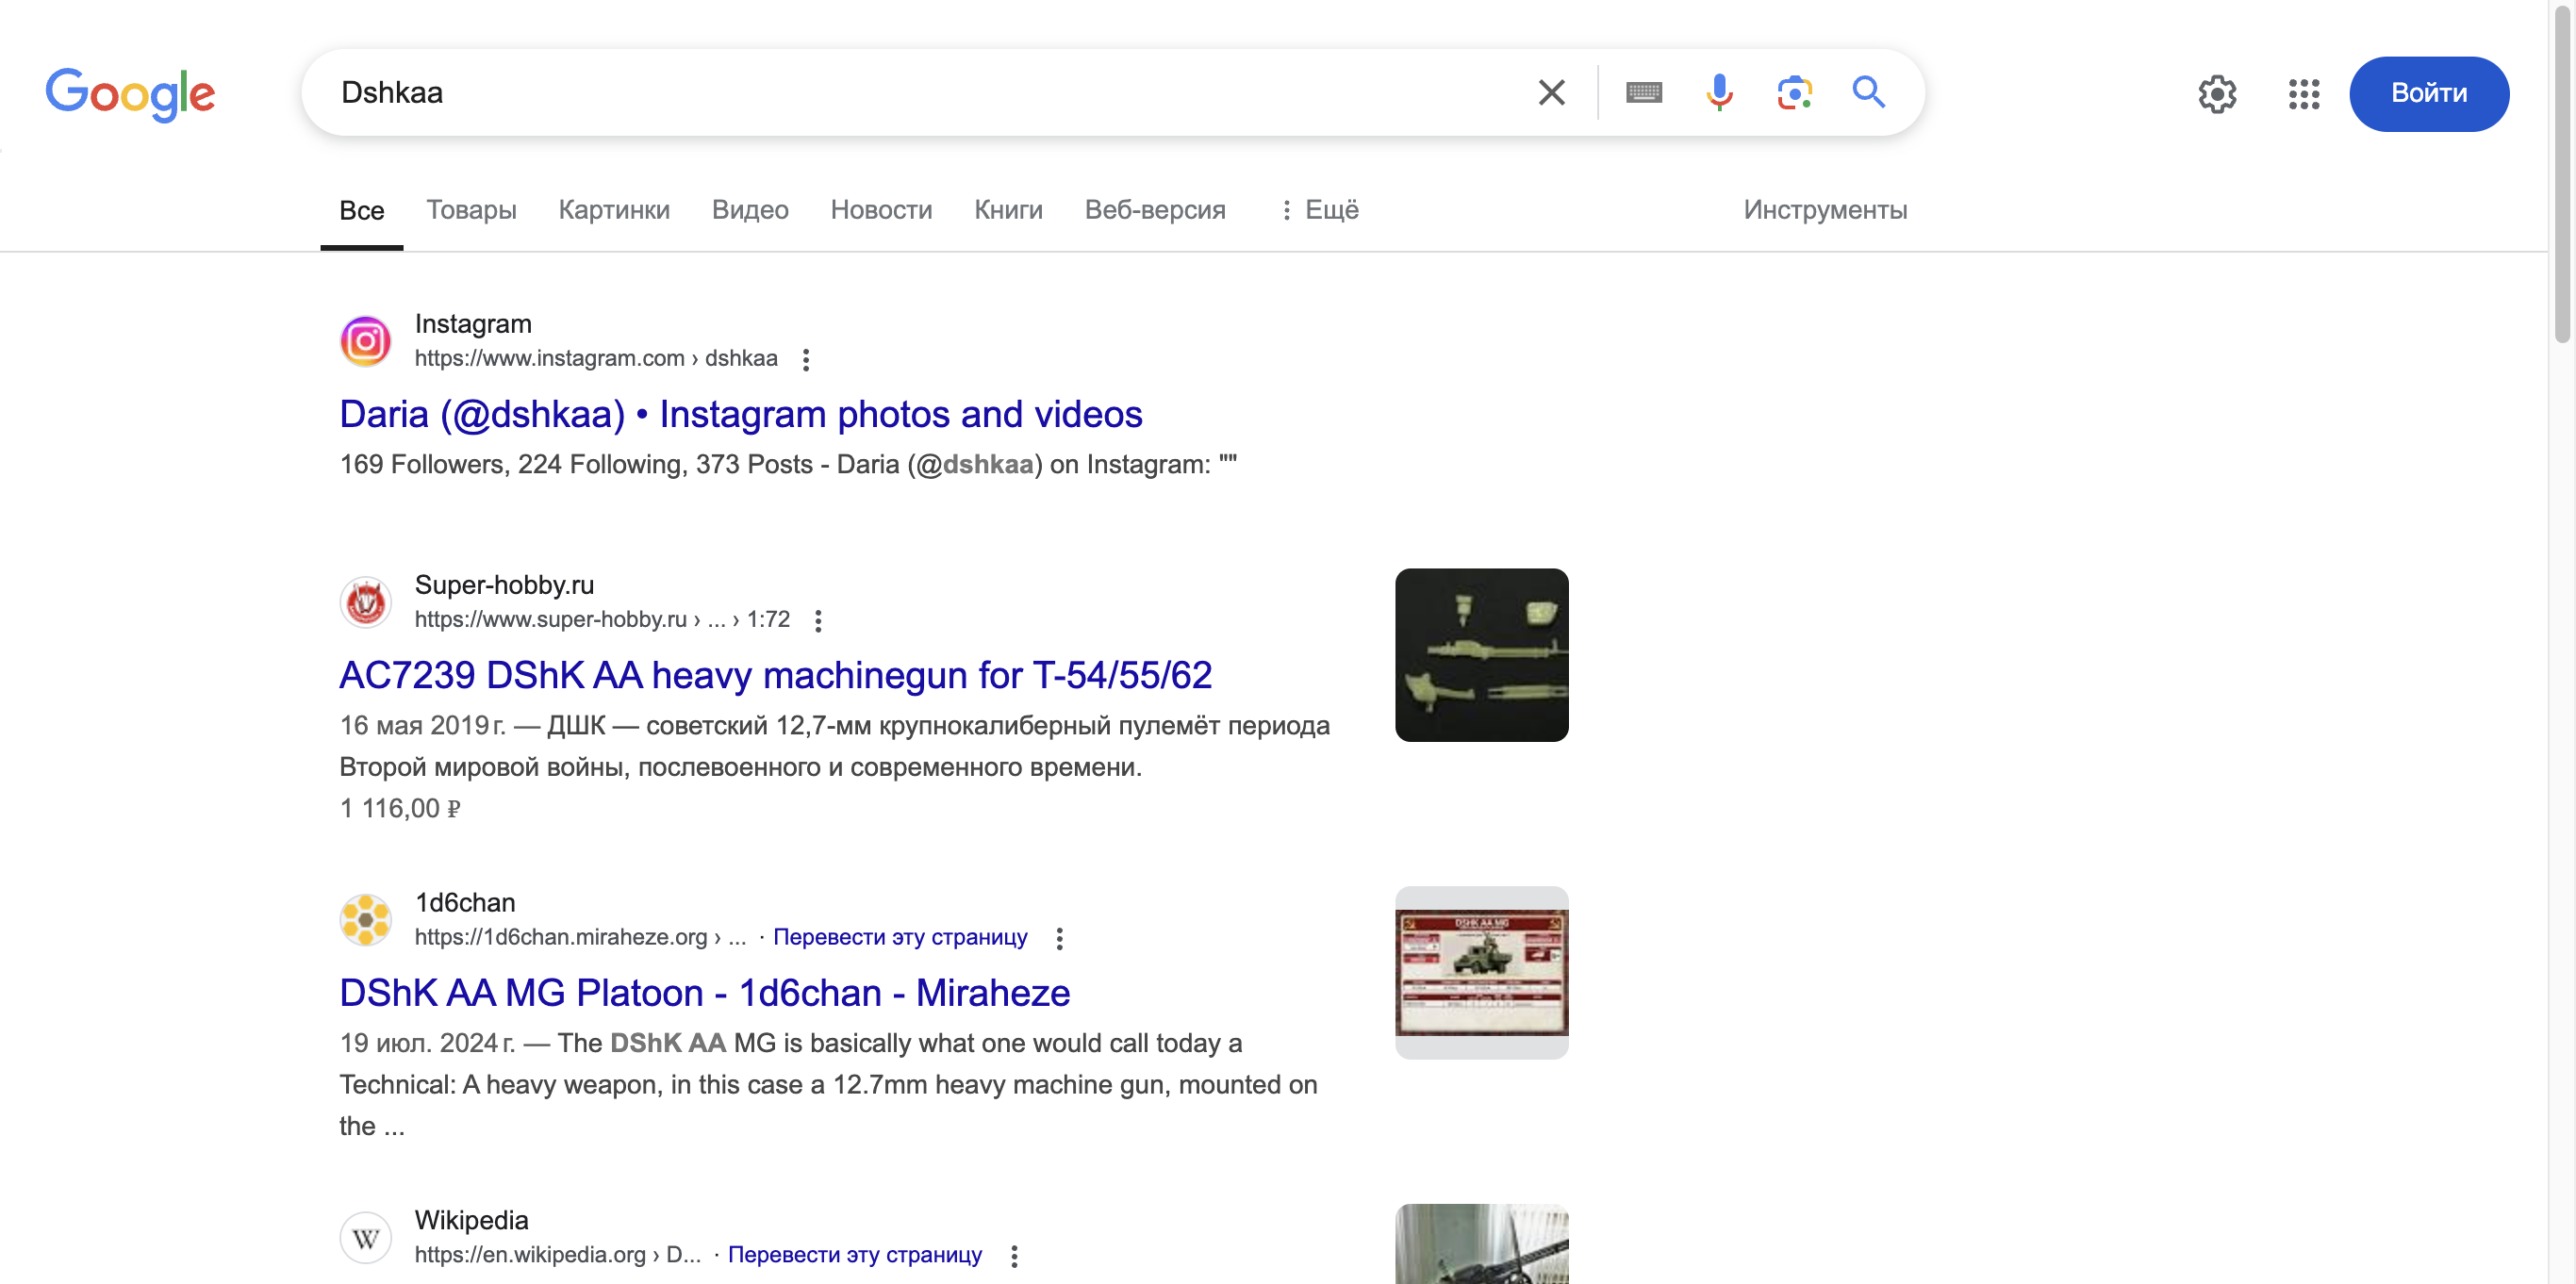 Google
Dshkaa
Войти
Все Товары Картинки Видео Новости Книги Веб-версия Ещё Инструменты
Instagram
https://www.instagram.com › dshkaa
Daria (@dshkaa) • Instagram photos and videos
169 Followers, 224 Following, 373 Posts - Daria (@dshkaa) on Instagram: ""
Super-hobby.ru
https://www.super-hobby.ru › ... › 1:72
AC7239 DShK AA heavy machinegun for T-54/55/62
16 мая 2019 г. — ДШК — советский 12,7-мм крупнокалиберный пулемёт периода
Второй мировой войны, послевоенного и современного времени.
1 116,00 ₽
1d6chan
https://1d6chan.miraheze.org › ... · Перевести эту страницу
DShK AA MG Platoon - 1d6chan - Miraheze
DSHK AA MG
19 июл. 2024 г. — The DShK AA MG is basically what one would call today a
Technical: A heavy weapon, in this case a 12.7mm heavy machine gun, mounted on
the ...
W
Wikipedia
https://en.wikipedia.org › D... · Перевести эту страницу